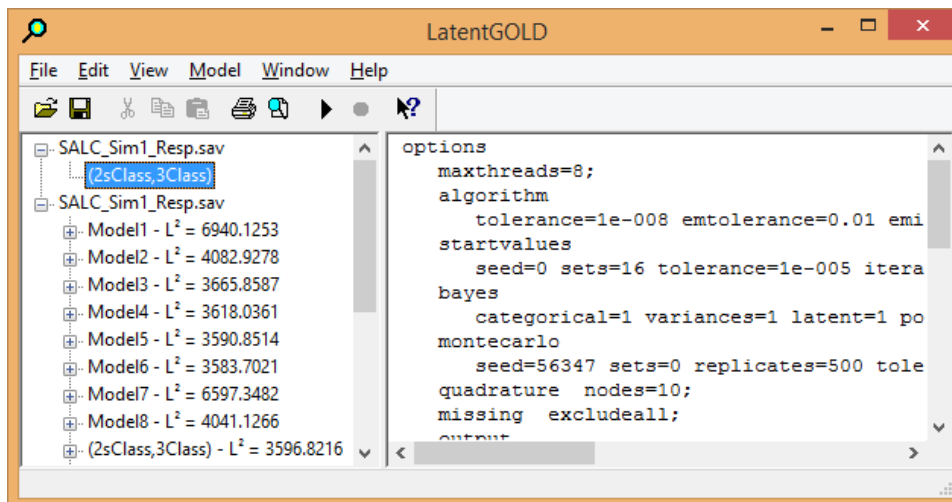 LatentGOLD
File Edit View Model Window Help
SALC_Sim1_Resp.sav
(2sClass,3Class)
SALC_Sim1_Resp.sav
Model1 - L² = 6940.1253
Model2 - L² = 4082.9278
Model3 - L² = 3665.8587
Model4 - L² = 3618.0361
Model5 - L² = 3590.8514
Model6 - L² = 3583.7021
Model7 - L² = 6597.3482
Model8 - L² = 4041.1266
(2sClass,3Class) - L² = 3596.8216
options
maxthreads=8;
algorithm
tolerance=1e-008 emtolerance=0.01 emi
startvalues
seed=0 sets=16 tolerance=1e-005 itera
bayes
categorical=1 variances=1 latent=1 po
montecarlo
seed=56347 sets=0 replicates=500 tole
quadrature nodes=10;
missing excludeall;
output